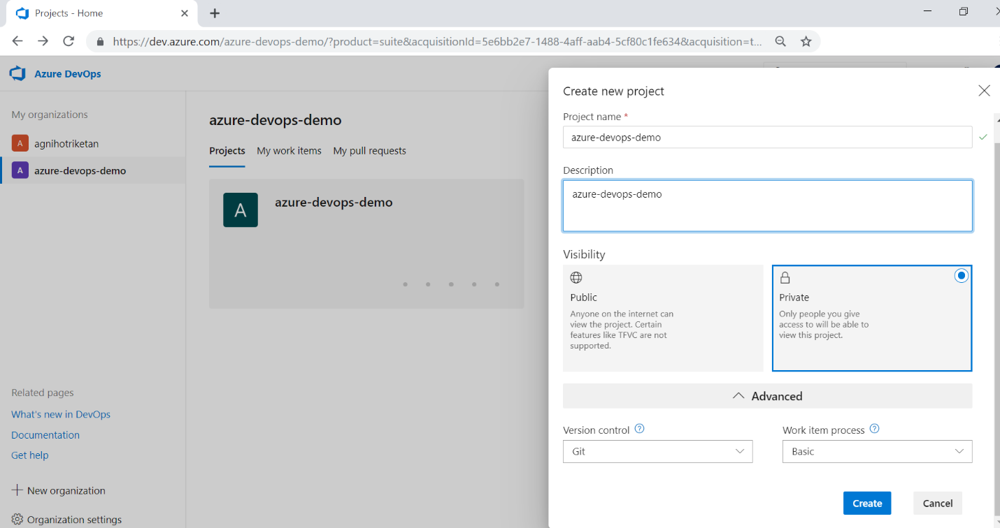 Projects - Home
https://dev.azure.com/azure-devops-demo/?product=suite&acquisitionId=5e6bb2e7-1488-4aff-aab4-5cf80c1fe634&acquisition=t...
Azure DevOps
My organizations
A agnihotriketan
A azure-devops-demo
Related pages
What's new in DevOps
Documentation
Get help
New organization
Organization settings
azure-devops-demo
Projects My work items My pull requests
A azure-devops-demo
Create new project
Project name *
azure-devops-demo
Description
azure-devops-demo
Visibility
Public
Anyone on the internet can
view the project. Certain
features like TFVC are not
supported.
Private
Only people you give
access to will be able to
view this project.
Advanced
Version control ?
Git
Work item process ?
Basic
Create Cancel